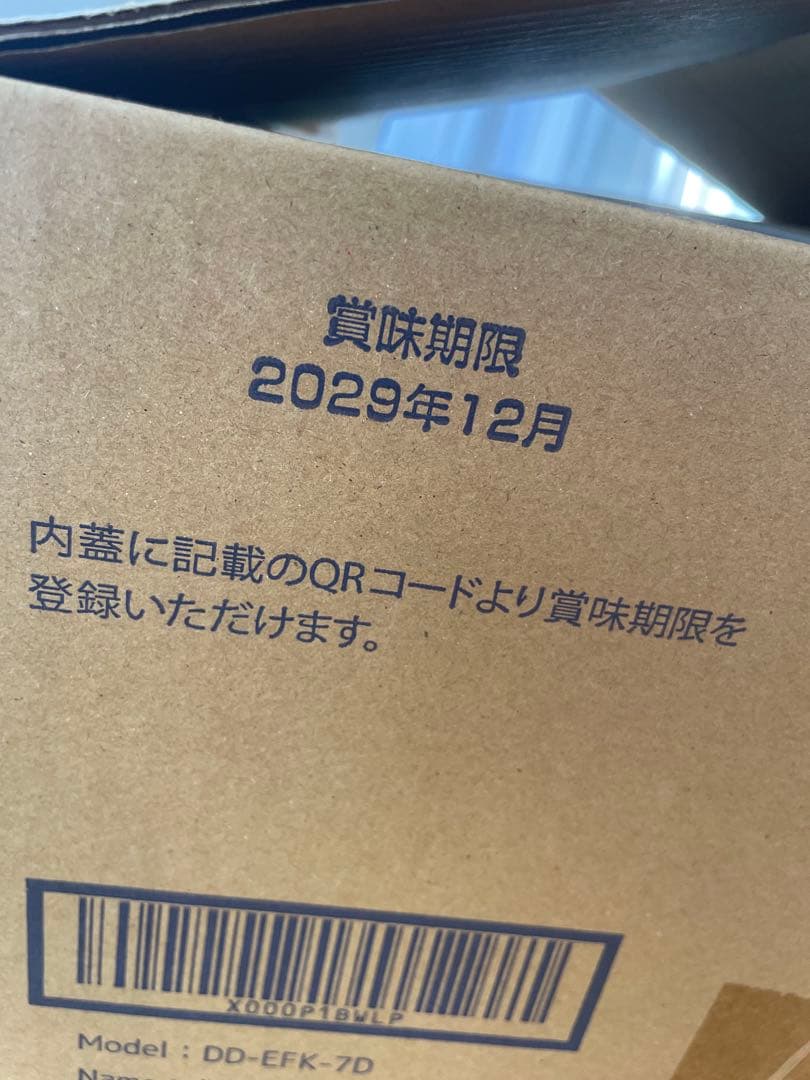 賞味期限
2029年12月
内蓋に記載のQRコードより賞味期限を
登録いただけます。
X000P1BWLP
Model : DD-EFK-7D